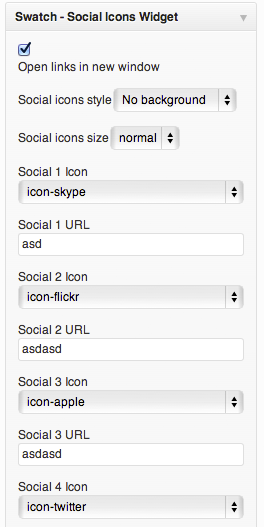 Swatch - Social Icons Widget
Open links in new window
Social icons style No background
Social icons size normal
Social 1 Icon
icon-skype
Social 1 URL
asd
Social 2 Icon
icon-flickr
Social 2 URL
asdasd
Social 3 Icon
icon-apple
Social 3 URL
asdasd
Social 4 Icon
icon-twitter